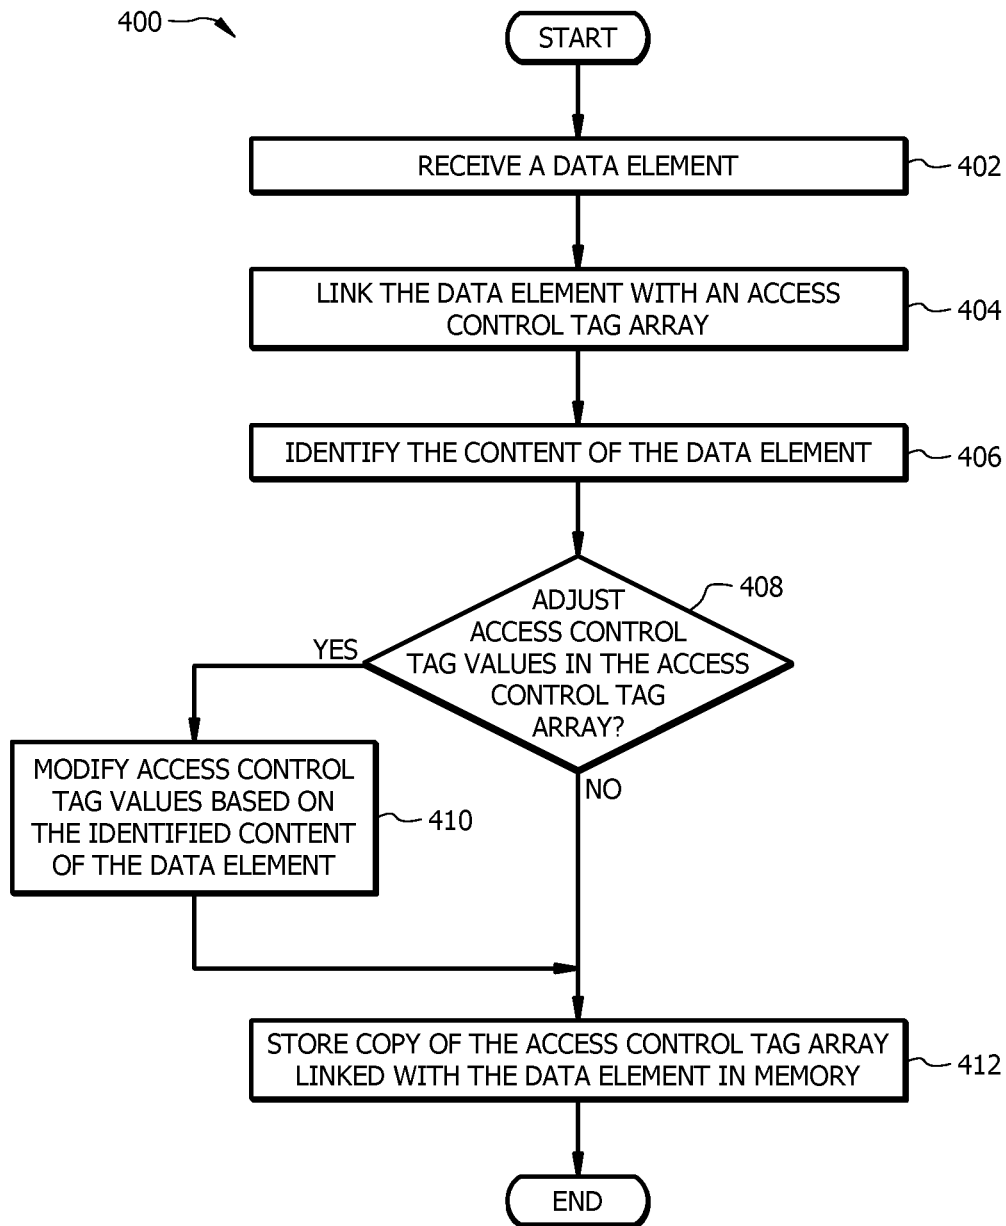 400
START
RECEIVE A DATA ELEMENT
402
LINK THE DATA ELEMENT WITH AN ACCESS
CONTROL TAG ARRAY
404
IDENTIFY THE CONTENT OF THE DATA ELEMENT
406
ADJUST
ACCESS CONTROL
TAG VALUES IN THE ACCESS
CONTROL TAG
ARRAY?
408
YES
NO
MODIFY ACCESS CONTROL
TAG VALUES BASED ON
THE IDENTIFIED CONTENT
OF THE DATA ELEMENT
410
STORE COPY OF THE ACCESS CONTROL TAG ARRAY
LINKED WITH THE DATA ELEMENT IN MEMORY
412
END